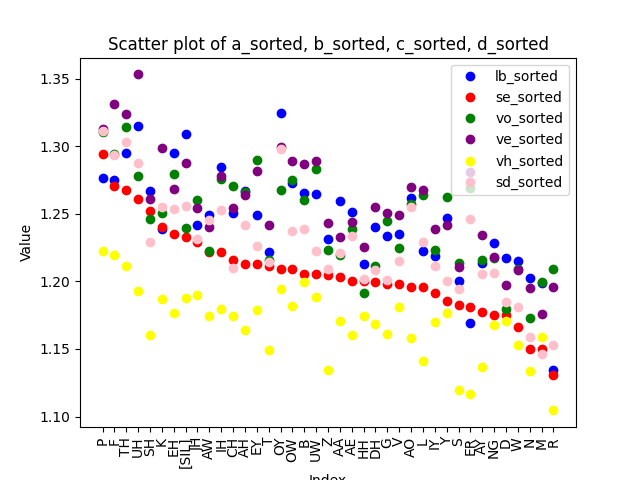 Scatter plot of a_sorted, b_sorted, c_sorted, d_sorted
1.35
1.30
1.25
1.20
1.15
1.10
Value
lb_sorted
se_sorted
vo_sorted
ve_sorted
vh_sorted
sd_sorted
P
F
TH
UH
SH
K
EH
[SIL]
JH
AW
IH
CH
AH
EY
T
OY
OW
B
UW
Z
AA
AE
HH
DH
G
V
AO
L
IY
Y
S
ER
AY
NG
D
W
N
M
R
Index